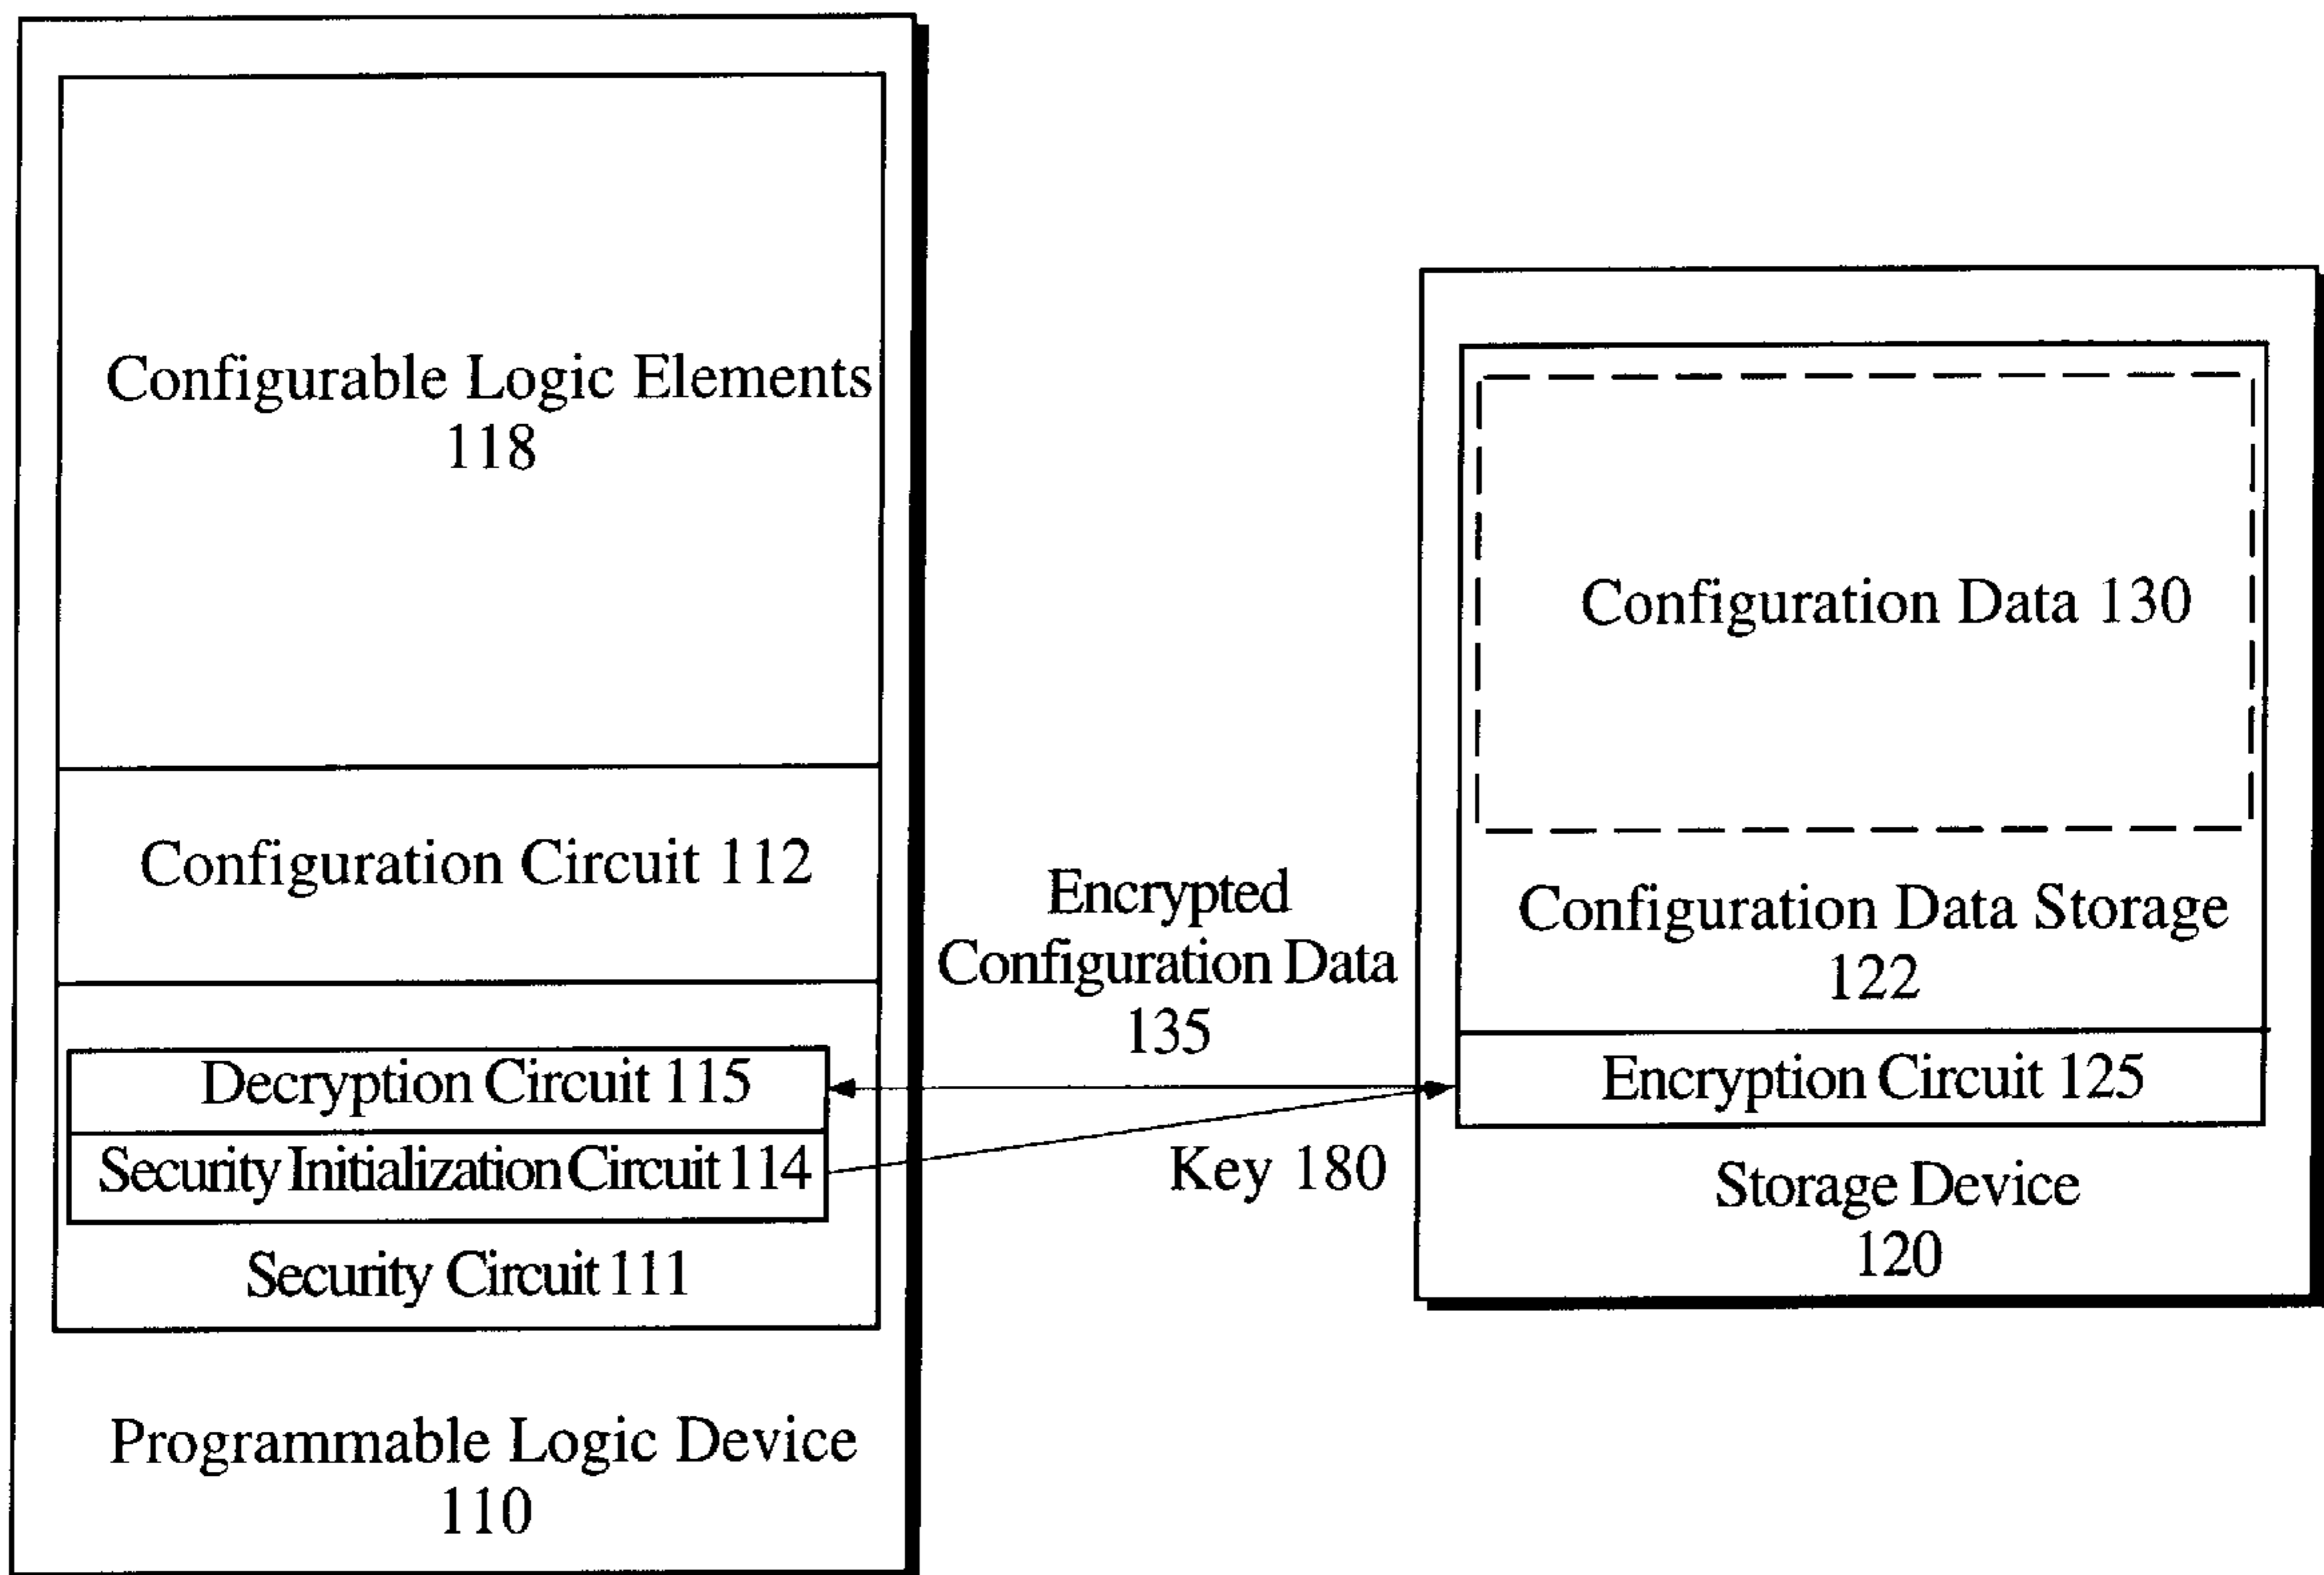 Configurable Logic Elements
118
Configuration Circuit 112
Decryption Circuit 115
Security Initialization Circuit 114
Security Circuit 111
Programmable Logic Device
110
Encrypted
Configuration Data
135
Key 180
Configuration Data 130
Configuration Data Storage
122
Encryption Circuit 125
Storage Device
120